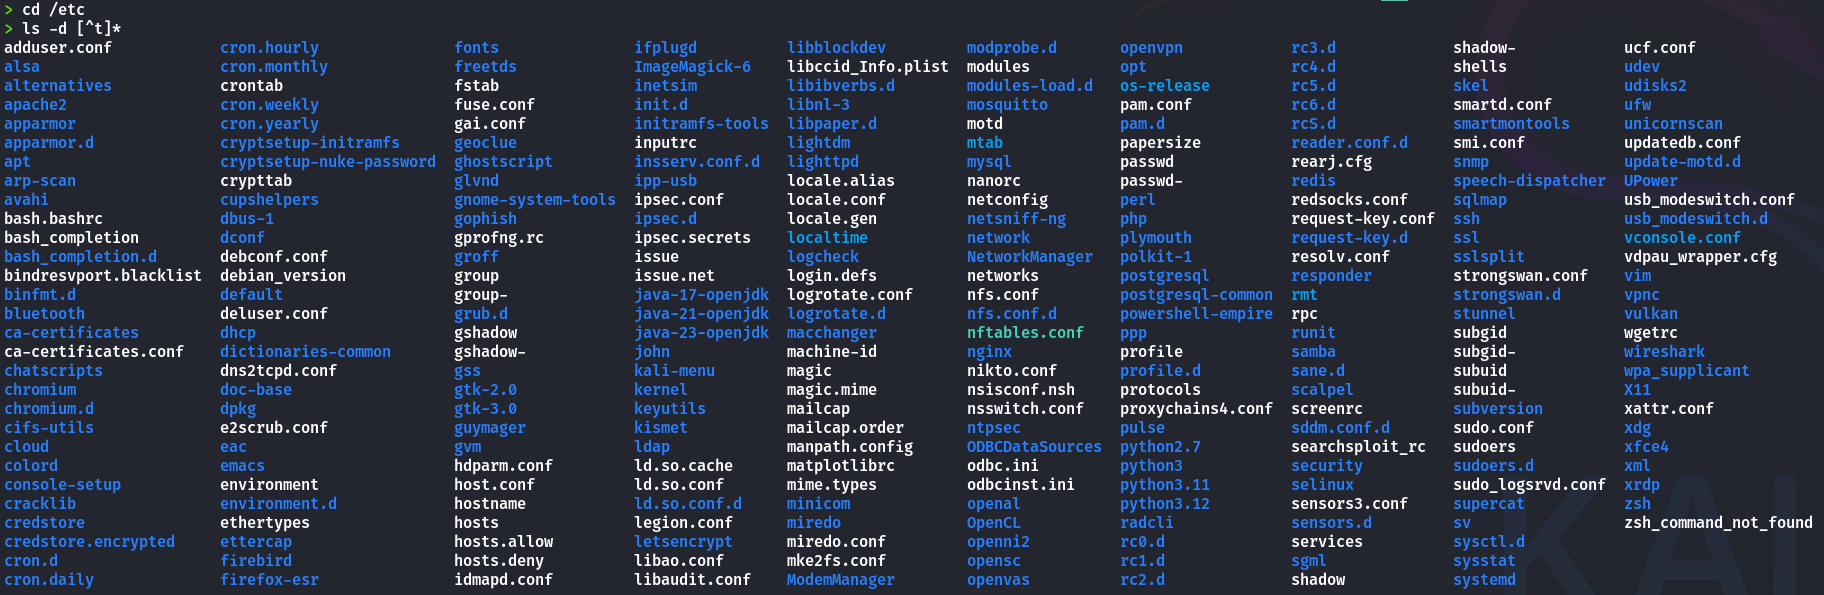 > cd /etc
> ls -d [^t]*
adduser.conf cron.hourly fonts ifplugd libblockdev modprobe.d openvpn rc3.d shadow- ucf.conf
alsa cron.monthly freetds ImageMagick-6 libccid_Info.plist modules opt rc4.d shells udev
alternatives crontab fstab inetsim libibverbs.d modules-load.d os-release rc5.d skel udisks2
apache2 cron.weekly fuse.conf init.d libnl-3 mosquitto pam.conf rc6.d smartd.conf ufw
apparmor cron.yearly gai.conf initramfs-tools libpaper.d motd pam.d rcS.d smartmontools unicornscan
apparmor.d cryptsetup-initramfs geoclue inputrc lightdm mtab papersize reader.conf.d smi.conf updatedb.conf
apt cryptsetup-nuke-password ghostscript insserv.conf.d lighttpd mysql passwd rearj.cfg snmp update-motd.d
arp-scan crypttab glvnd ipp-usb locale.alias nanorc passwd- redis speech-dispatcher UPower
avahi cupshelpers gnome-system-tools ipsec.conf locale.conf netconfig perl redsocks.conf sqlmap usb_modeswitch.conf
bash.bashrc dbus-1 gophish ipsec.d locale.gen netsniff-ng php request-key.conf ssh usb_modeswitch.d
bash_completion dconf gprofng.rc ipsec.secrets localtime network plymouth request-key.d ssl vconsole.conf
bash_completion.d debconf.conf groff issue logcheck NetworkManager polkit-1 resolv.conf sslsplit vdpau_wrapper.cfg
bindresvport.blacklist debian_version group issue.net login.defs networks postgresql responder strongswan.conf vim
binfmt.d default group- java-17-openjdk logrotate.conf nfs.conf postgresql-common rmt strongswan.d vpnc
bluetooth deluser.conf grub.d java-21-openjdk logrotate.d nfs.conf.d powershell-empire rpc stunnel vulkan
ca-certificates dhcp gshadow java-23-openjdk macchanger nftables.conf ppp runit subgid wgetrc
ca-certificates.conf dictionaries-common gshadow- john machine-id nginx profile samba subgid- wireshark
chatscripts dns2tcpd.conf gss kali-menu magic nikto.conf profile.d sane.d subuid wpa_supplicant
chromium doc-base gtk-2.0 kernel magic.mime nsisconf.nsh protocols scalpel subuid- X11
chromium.d dpkg gtk-3.0 keyutils mailcap nsswitch.conf proxychains4.conf screenrc subversion xattr.conf
cifs-utils e2scrub.conf guymager kismet mailcap.order ntpsec pulse sddm.conf.d sudo.conf xdg
cloud eac gvm ldap manpath.config ODBCDataSources python2.7 searchsploit_rc sudoers xfce4
colord emacs hdparm.conf ld.so.cache matplotlibrc odbc.ini python3 security sudoers.d xml
console-setup environment host.conf ld.so.conf mime.types odbcinst.ini python3.11 selinux sudo_logsrvd.conf xrdp
cracklib environment.d hostname ld.so.conf.d minicom openal python3.12 sensors3.conf supercat zsh
credstore ethertypes hosts legion.conf miredo OpenCL radcli sensors.d sv zsh_command_not_found
credstore.encrypted ettercap hosts.allow letsencrypt miredo.conf openni2 rc0.d services sysctl.d
cron.d firebird hosts.deny libao.conf mke2fs.conf opensc rc1.d sgml sysstat
cron.daily firefox-esr idmapd.conf libaudit.conf ModemManager openvas rc2.d shadow systemd
KALI